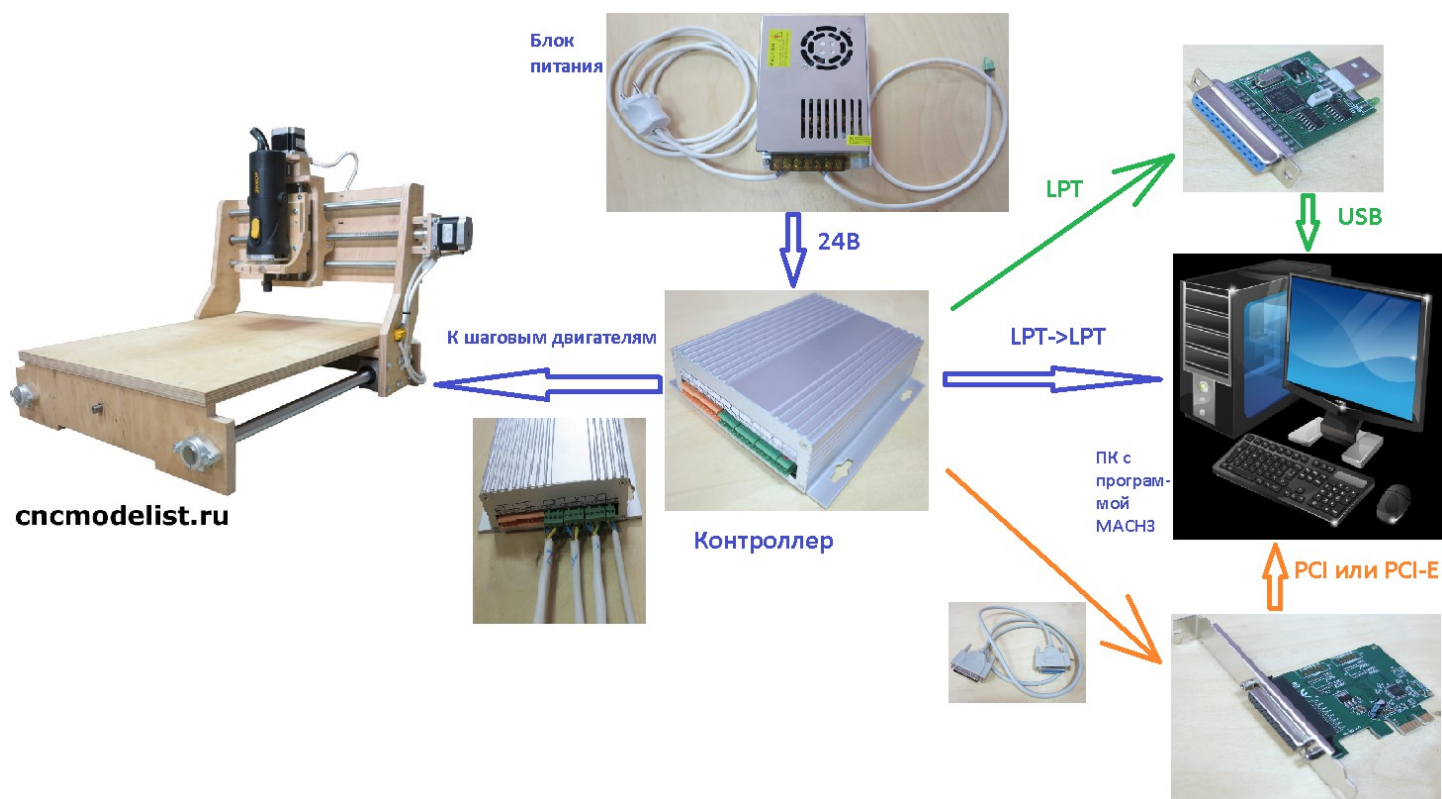 Блок
питания
LPT
USB
24В
К шаговым двигателям
LPT->LPT
ПК с
програм-
мой
MACH3
cncmodelist.ru
Контроллер
PCI или PCI-E